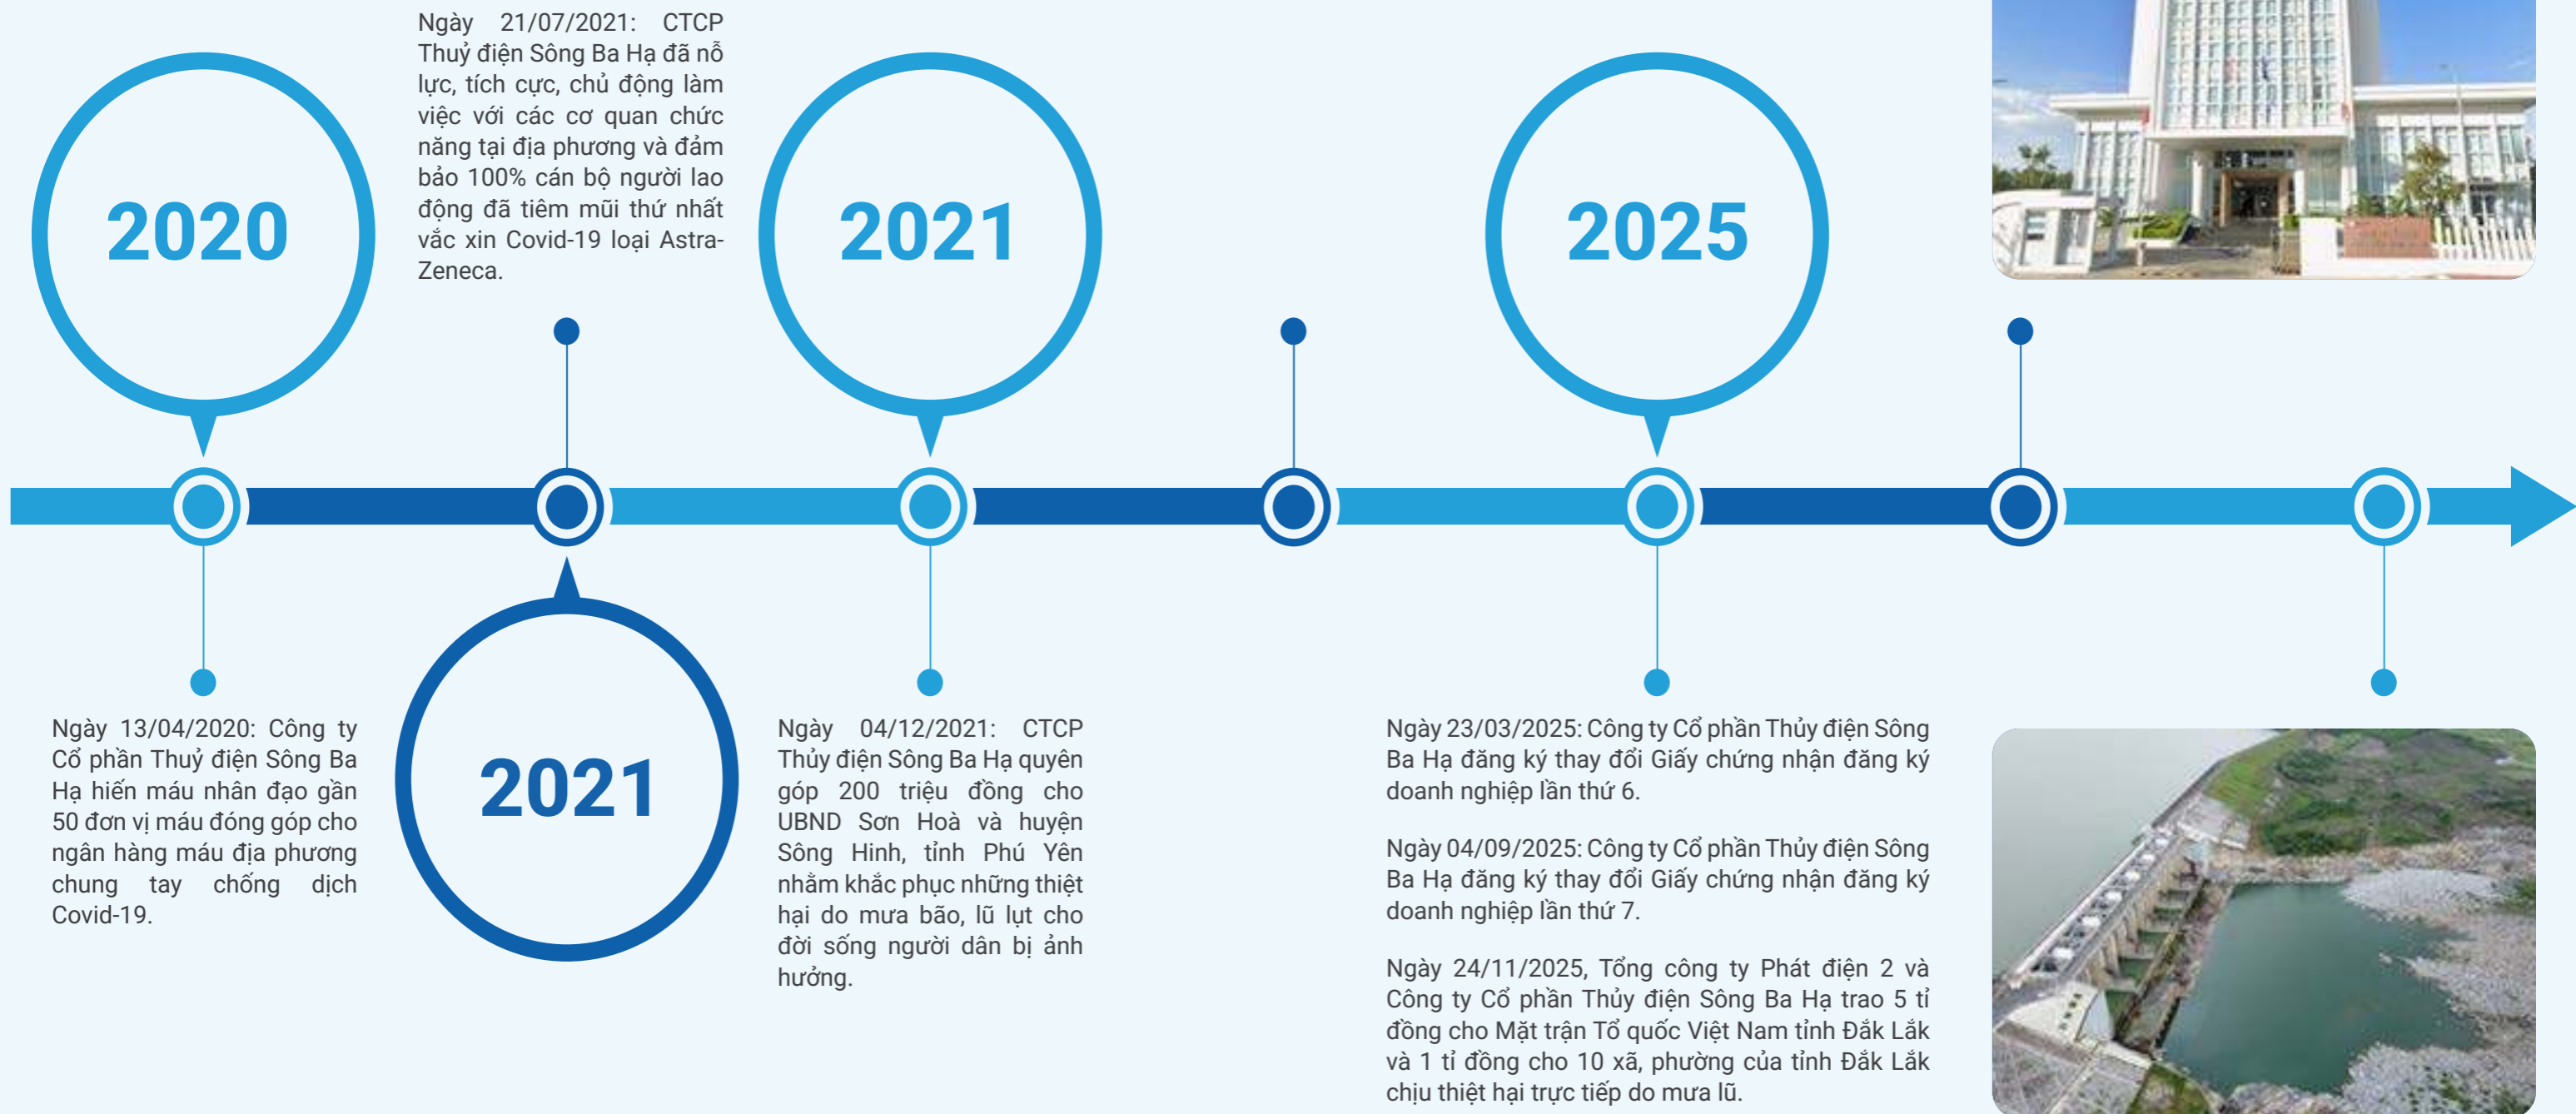 2020
Ngày 13/04/2020: Công ty
Cổ phần Thuỷ điện Sông Ba
Hạ hiến máu nhân đạo gần
50 đơn vị máu đóng góp cho
ngân hàng máu địa phương
chung tay chống dịch
Covid-19.
Ngày 21/07/2021: CTCP
Thuỷ điện Sông Ba Hạ đã nỗ
lực, tích cực, chủ động làm
việc với các cơ quan chức
năng tại địa phương và đảm
bảo 100% cán bộ người lao
động đã tiêm mũi thứ nhất
vắc xin Covid-19 loại Astra-
Zeneca.
2021
2021
Ngày 04/12/2021: CTCP
Thủy điện Sông Ba Hạ quyên
góp 200 triệu đồng cho
UBND Sơn Hoà và huyện
Sông Hinh, tỉnh Phú Yên
nhằm khắc phục những thiệt
hại do mưa bão, lũ lụt cho
đời sống người dân bị ảnh
hưởng.
2025
Ngày 23/03/2025: Công ty Cổ phần Thủy điện Sông
Ba Hạ đăng ký thay đổi Giấy chứng nhận đăng ký
doanh nghiệp lần thứ 6.
Ngày 04/09/2025: Công ty Cổ phần Thủy điện Sông
Ba Hạ đăng ký thay đổi Giấy chứng nhận đăng ký
doanh nghiệp lần thứ 7.
Ngày 24/11/2025, Tổng công ty Phát điện 2 và
Công ty Cổ phần Thủy điện Sông Ba Hạ trao 5 tỉ
đồng cho Mặt trận Tổ quốc Việt Nam tỉnh Đắk Lắk
và 1 tỉ đồng cho 10 xã, phường của tỉnh Đắk Lắk
chịu thiệt hại trực tiếp do mưa lũ.